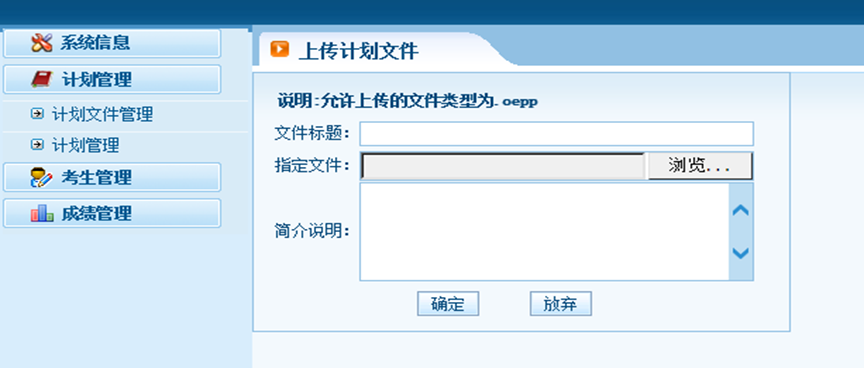 系统信息
计划管理
计划文件管理
计划管理
考生管理
成绩管理
上传计划文件
说明:允许上传的文件类型为.oepp
文件标题:
指定文件: 浏览...
简介说明:
确定 放弃